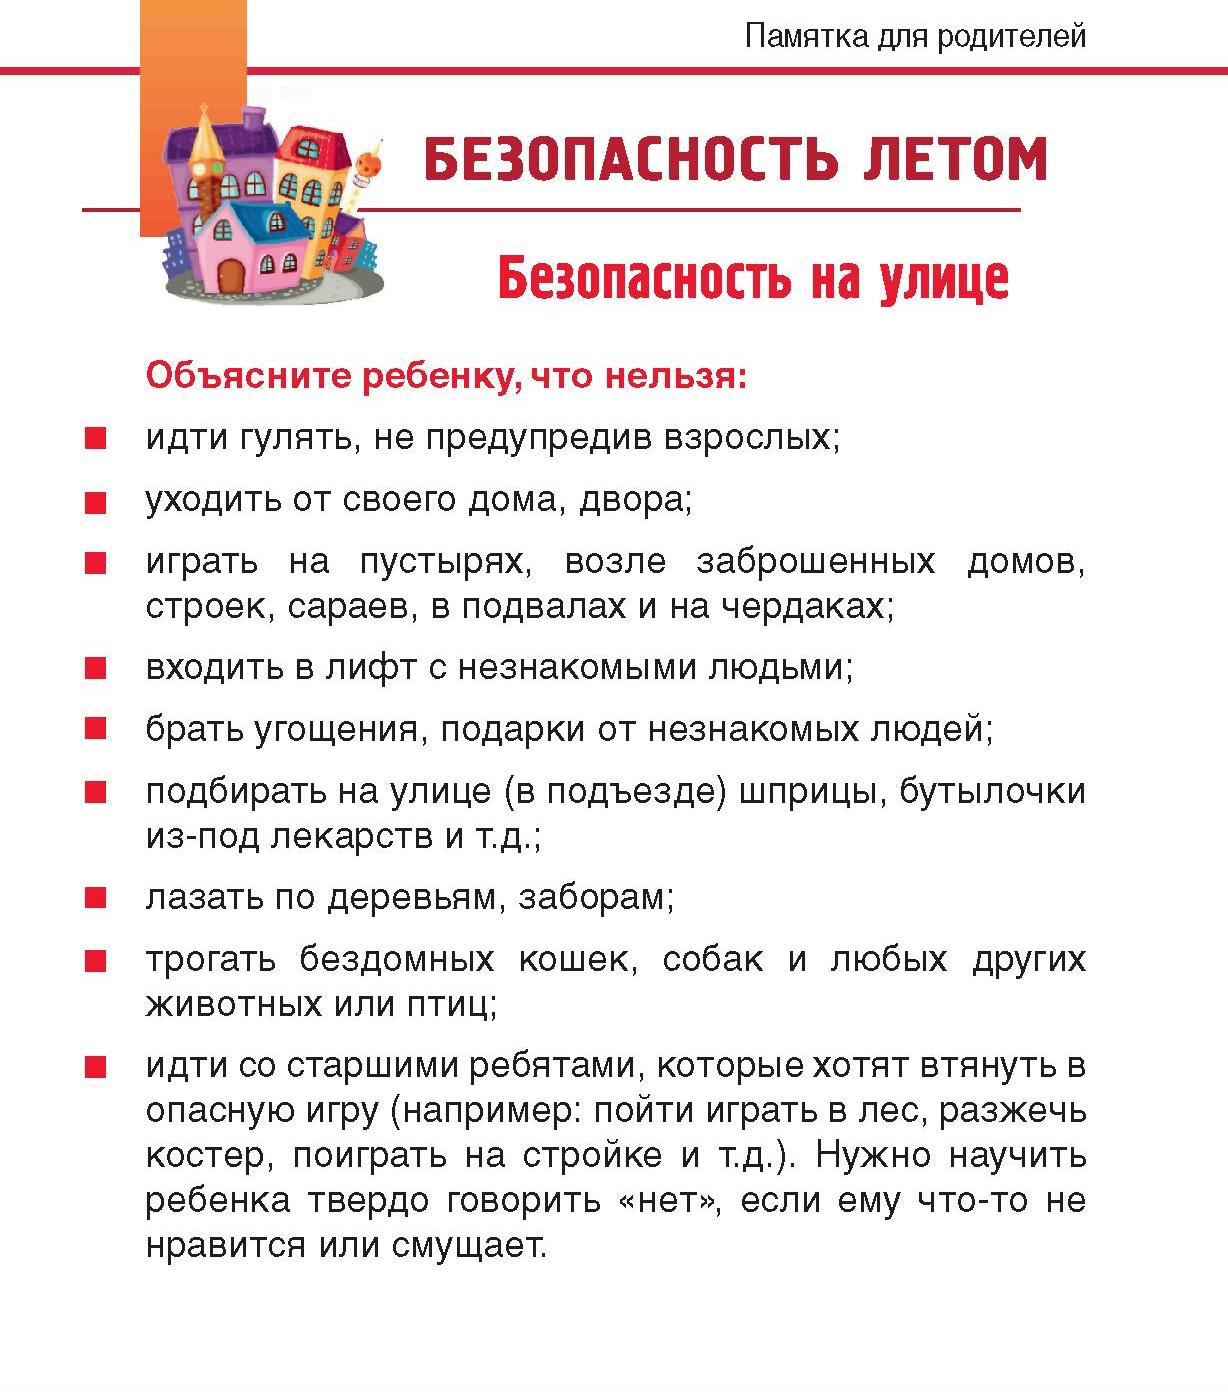 Памятка для родителей
БЕЗОПАСНОСТЬ ЛЕТОМ
Безопасность на улице
Объясните ребенку, что нельзя:
идти гулять, не предупредив взрослых;
уходить от своего дома, двора;
играть на пустырях, возле заброшенных домов,
строек, сараев, в подвалах и на чердаках;
входить в лифт с незнакомыми людьми;
брать угощения, подарки от незнакомых людей;
подбирать на улице (в подъезде) шприцы, бутылочки
из-под лекарств и т.д.;
лазать по деревьям, заборам;
трогать бездомных кошек, собак и любых других
животных или птиц;
идти со старшими ребятами, которые хотят втянуть в
опасную игру (например: пойти играть в лес, разжечь
костер, поиграть на стройке и т.д.). Нужно научить
ребенка твердо говорить «нет», если ему что-то не
нравится или смущает.